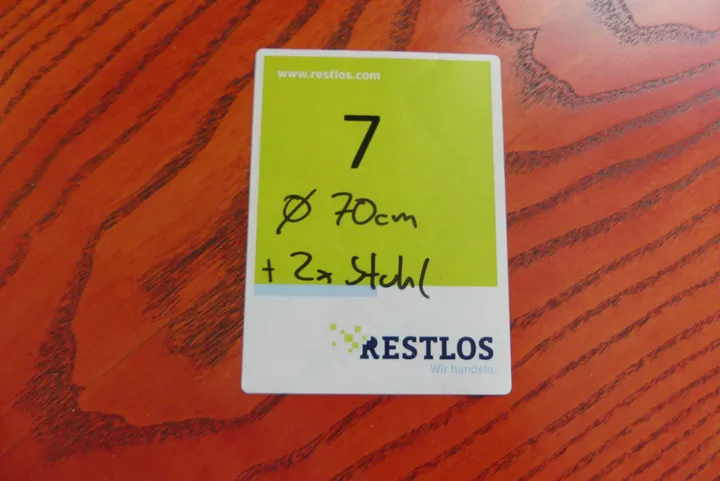 www.restlos.com
7
Ø 70cm
+ 2x Stuhl
RESTLOS
Wir handeln.